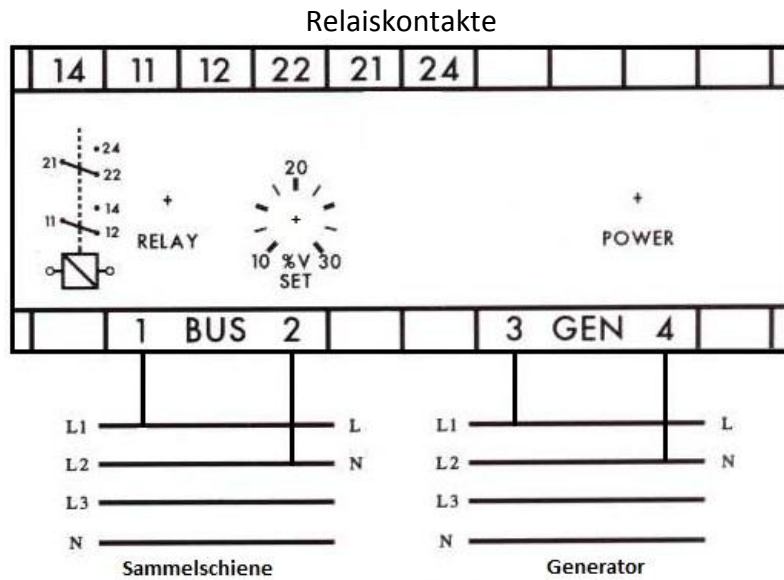 Relaiskontakte
14 11 12 22 21 24
21 24
22
11 14
12
RELAY
20
10 %V 30
SET
POWER
1 BUS 2 3 GEN 4
L1 L L1 L
L2 N L2 N
L3 L3
N N
Sammelschiene Generator